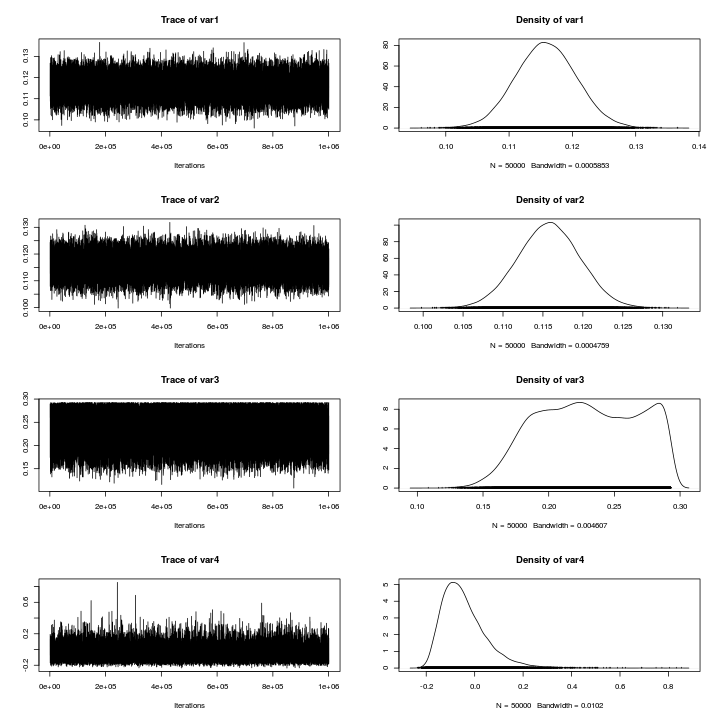 Trace of var1
Density of var1
0.10 0.11 0.12 0.13
0 20 40 60 80
0e+00 2e+05 4e+05 6e+05 8e+05 1e+06
0.10 0.11 0.12 0.13 0.14
Iterations
N = 50000 Bandwidth = 0.0005853
Trace of var2
Density of var2
0.100 0.110 0.120 0.130
0 20 40 60 80
0e+00 2e+05 4e+05 6e+05 8e+05 1e+06
0.100 0.105 0.110 0.115 0.120 0.125 0.130
Iterations
N = 50000 Bandwidth = 0.0004759
Trace of var3
Density of var3
0.15 0.20 0.25 0.30
0 2 4 6 8
0e+00 2e+05 4e+05 6e+05 8e+05 1e+06
0.10 0.15 0.20 0.25 0.30
Iterations
N = 50000 Bandwidth = 0.004607
Trace of var4
Density of var4
-0.2 0.2 0.6
0 1 2 3 4 5
0e+00 2e+05 4e+05 6e+05 8e+05 1e+06
-0.2 0.0 0.2 0.4 0.6 0.8
Iterations
N = 50000 Bandwidth = 0.0102